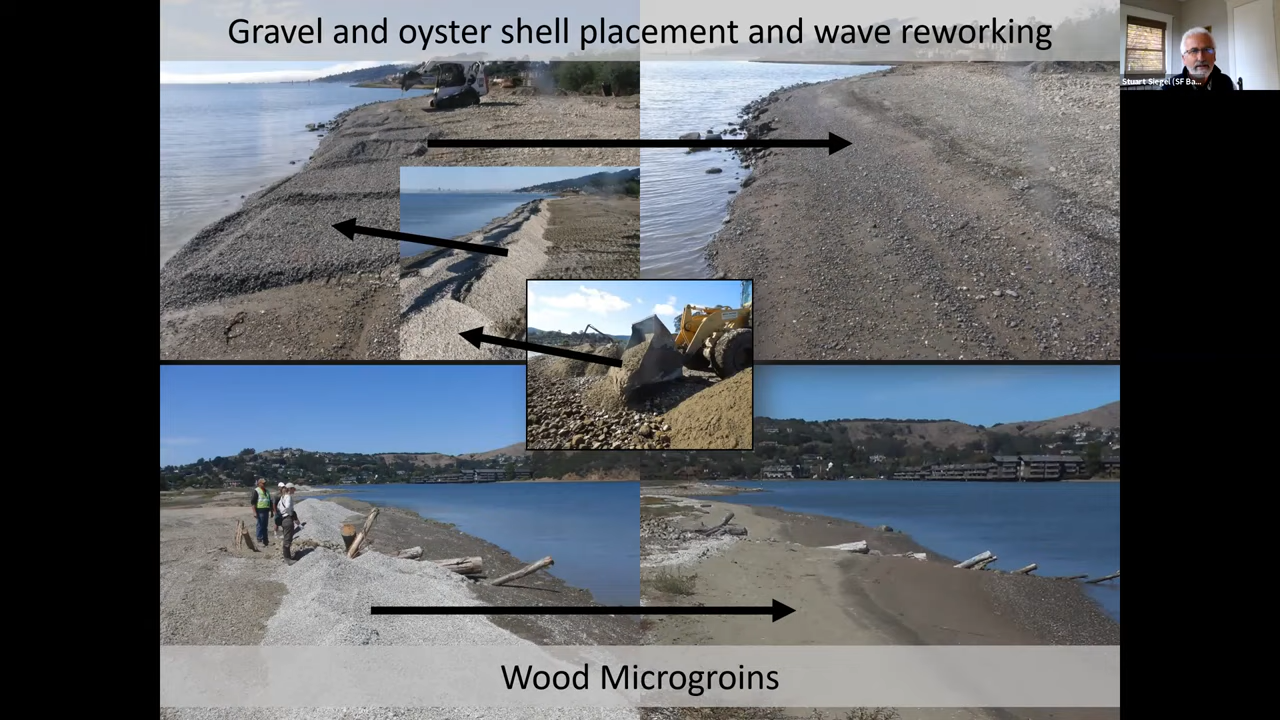 Gravel and oyster shell placement and wave reworking
Stuart Siegel (SF Ba...
Wood Microgroins